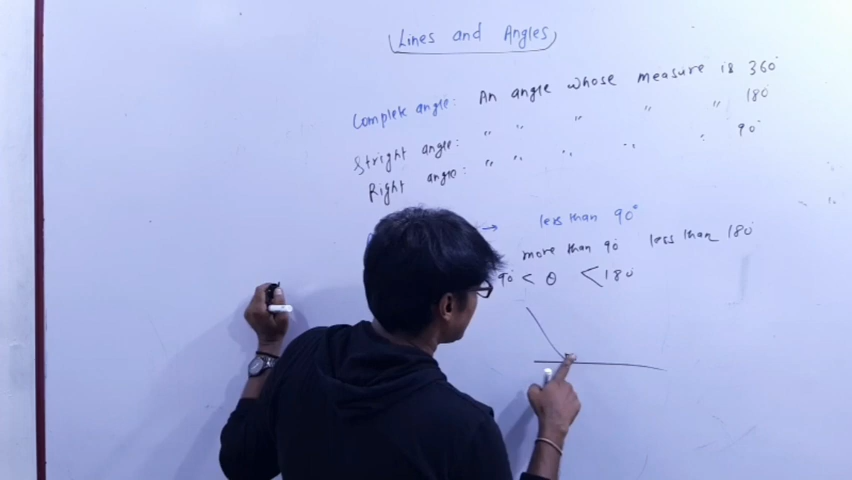 Lines and Angles
Complete angle: An angle whose measure is 360°
Stright angle: " " " " " 180
Right angle: " " " " " 90°
→ less than 90°
more than 90 less than 180
90 < θ < 180